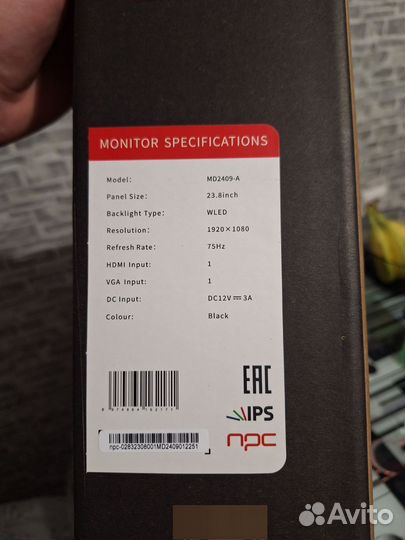 MONITOR SPECIFICATIONS
Model: MD2409-A
Panel Size: 23.8inch
Backlight Type: WLED
Resolution: 1920×1080
Refresh Rate: 75Hz
HDMI Input: 1
VGA Input: 1
DC Input: DC12V⎓3A
Colour: Black
EAC
IPS
npc
npc-02832308001MD2409012251
Avito